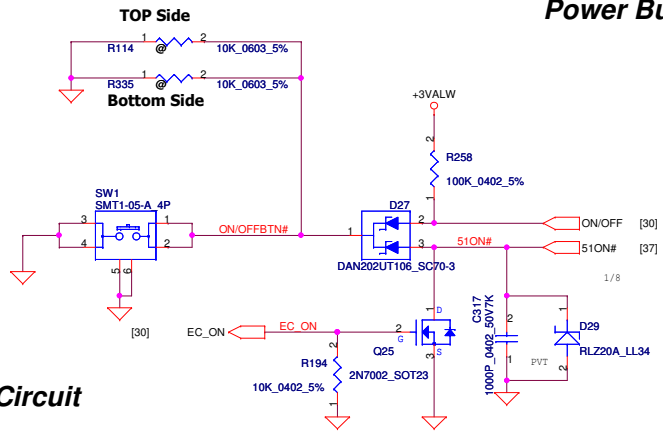 Power Bu
TOP Side
1 2
R114 @ 10K_0603_5%
1 2
R335 @ 10K_0603_5%
Bottom Side
+3VALW
2
R258
100K_0402_5%
1
SW1
SMT1-05-A_4P
3 1
4 2
5 6
ON/OFFBTN#
D27
1 2 3
DAN202UT106_SC70-3
ON/OFF [30]
51ON#
51ON# [37]
1/8
[30] EC_ON
EC_ON
2
G
1
D
S
3
Q25
2N7002_SOT23
2
R194
10K_0402_5%
1
C317
1000P_0402_50V7K
2
1
PVT
1
D29
RLZ20A_LL34
2
Circuit